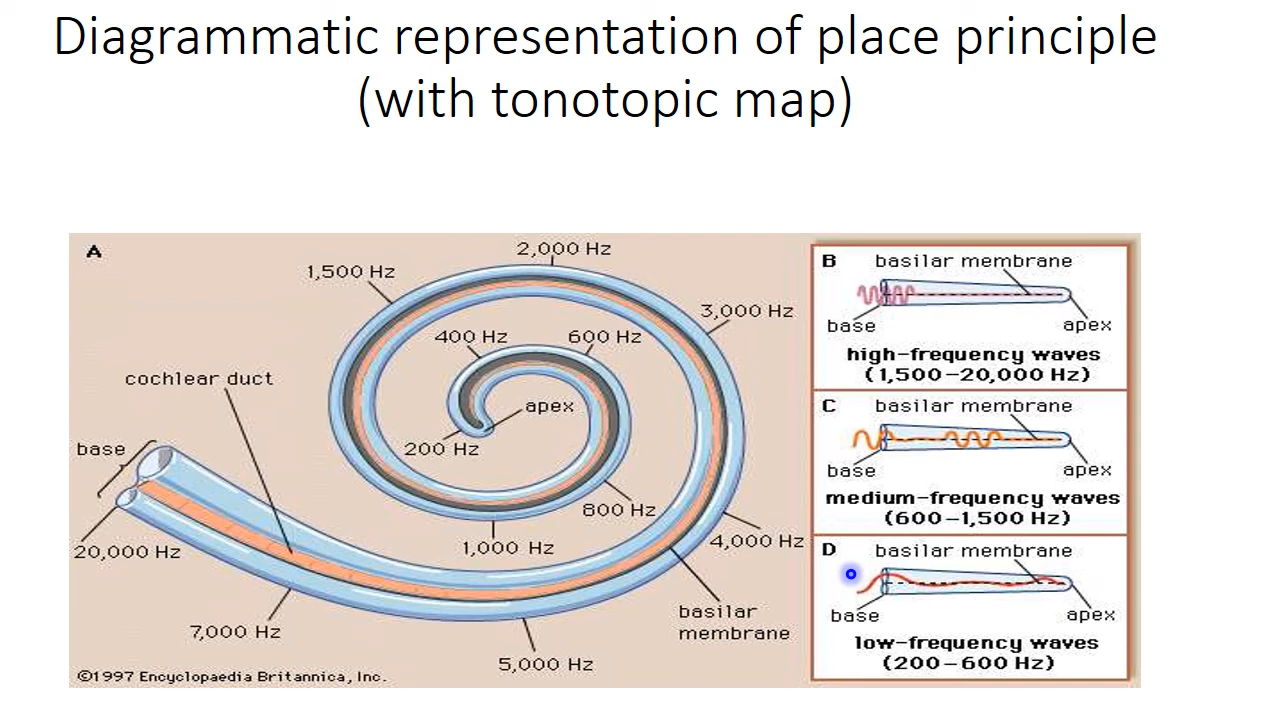 Diagrammatic representation of place principle
(with tonotopic map)
A
2,000 Hz
1,500 Hz
3,000 Hz
400 Hz
600 Hz
cochlear duct
apex
200 Hz
base
800 Hz
4,000 Hz
1,000 Hz
20,000 Hz
basilar
membrane
7,000 Hz
5,000 Hz
©1997 Encyclopaedia Britannica, Inc.
B
basilar membrane
base
apex
high-frequency waves
(1,500–20,000 Hz)
C
basilar membrane
base
apex
medium-frequency waves
(600–1,500 Hz)
D
basilar membrane
base
apex
low-frequency waves
(200–600 Hz)